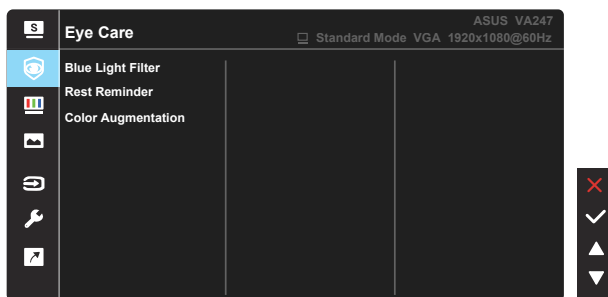 S
Eye Care
ASUS VA247
Standard Mode VGA 1920x1080@60Hz
Blue Light Filter
Rest Reminder
Color Augmentation